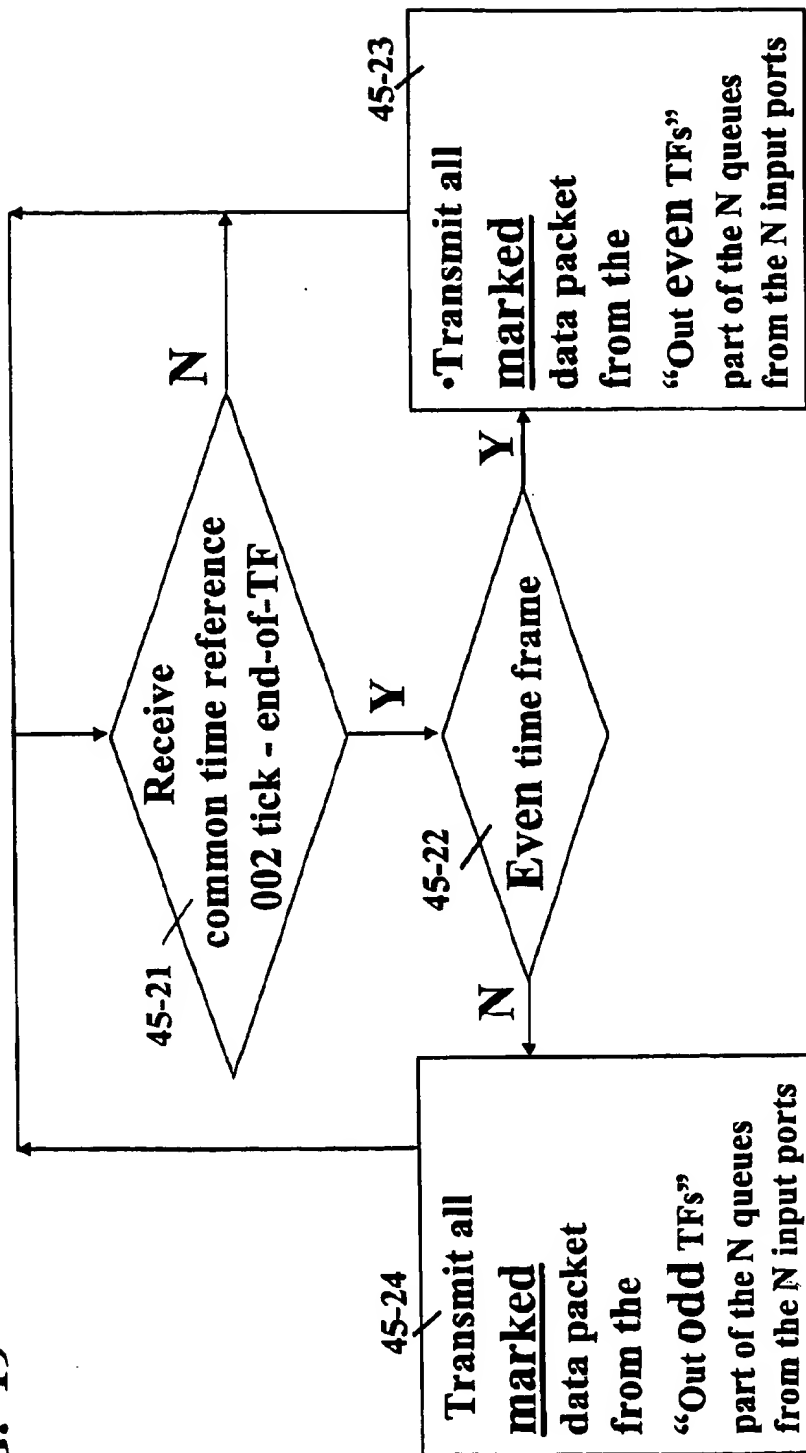 19
45-21
Receive
common time reference
002 tick - end-of-TF
N
Y
45-22
Even time frame
N
Y
45-24
Transmit all
marked
data packet
from the
“Out odd TFs”
part of the N queues
from the N input ports
45-23
•Transmit all
marked
data packet
from the
“Out even TFs”
part of the N queues
from the N input ports